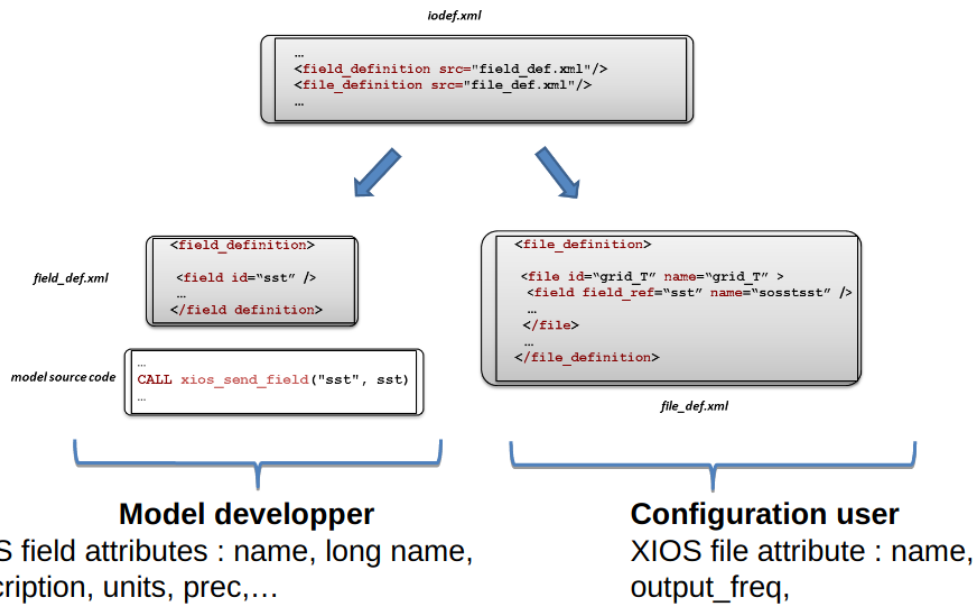 iodef.xml
...
<field_definition src="field_def.xml"/>
<file_definition src="file_def.xml"/>
...
field_def.xml
<field_definition>
<field id=“sst” />
...
</field definition>
model source code
...
CALL xios_send_field("sst", sst)
...
<file_definition>
<file id=“grid_T” name=“grid_T” >
<field field_ref=“sst” name=“sosstsst” />
...
</file>
...
</file_definition>
file_def.xml
Model developper
S field attributes : name, long name,
cription, units, prec,...
Configuration user
XIOS file attribute : name,
output_freq,